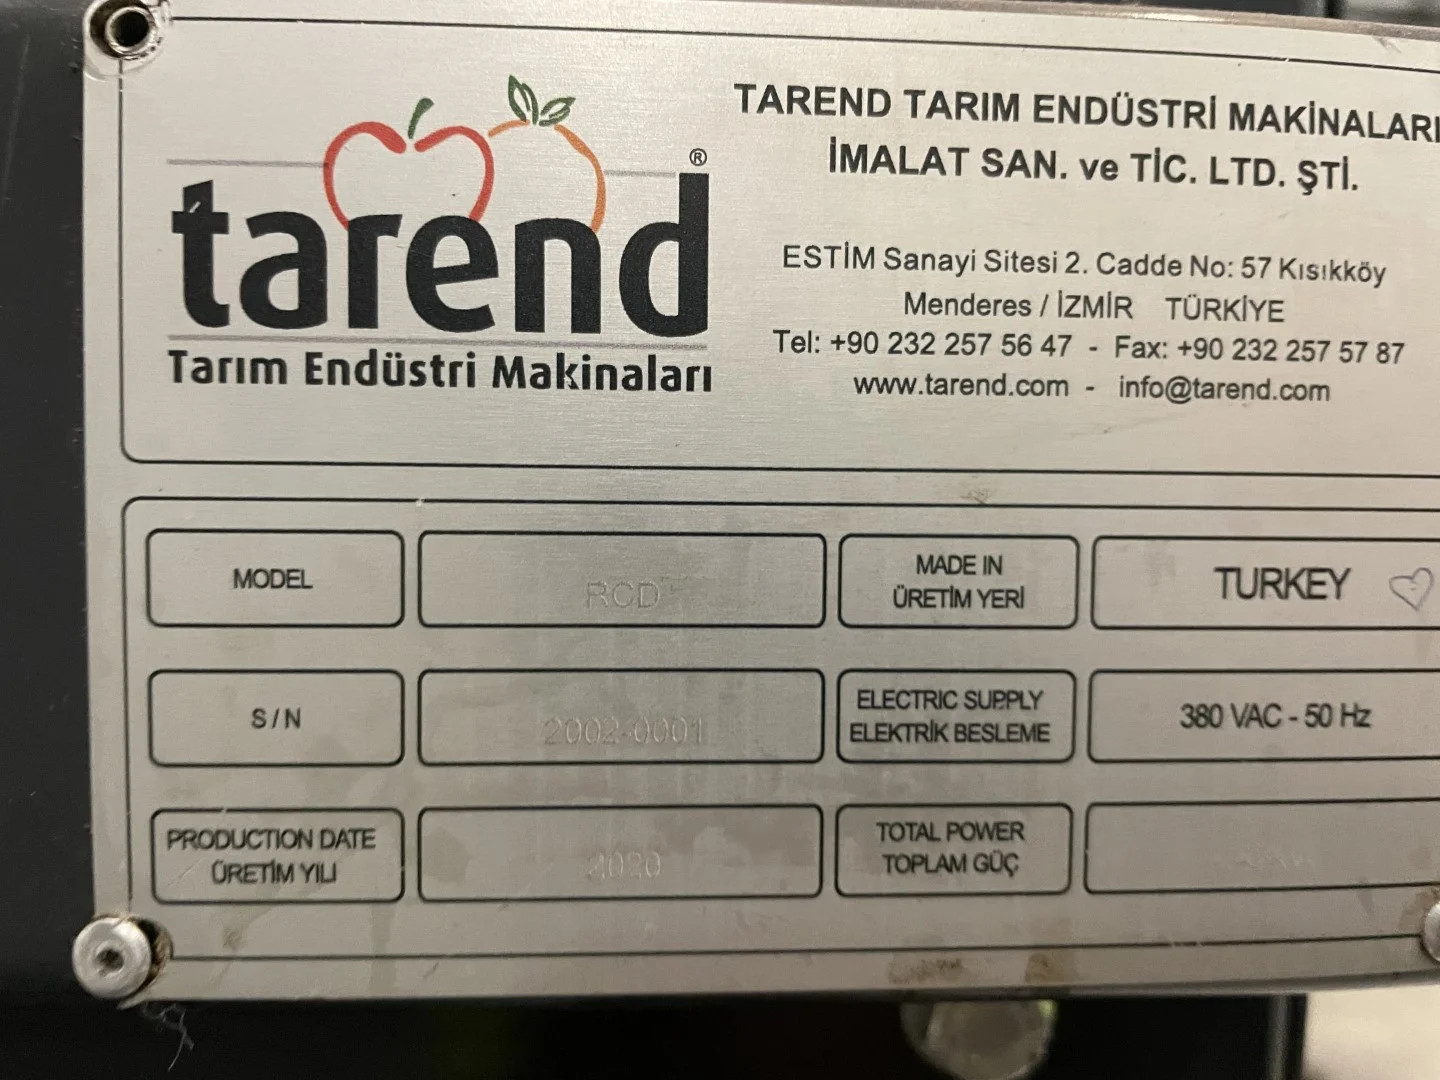 tarend ®
Tarım Endüstri Makinaları
TAREND TARIM ENDÜSTRİ MAKİNALARI
İMALAT SAN. ve TİC. LTD. ŞTİ.
ESTİM Sanayi Sitesi 2. Cadde No: 57 Kısıkköy
Menderes / İZMİR TÜRKİYE
Tel: +90 232 257 56 47 - Fax: +90 232 257 57 87
www.tarend.com - info@tarend.com
MODEL
RCD
MADE IN
ÜRETİM YERİ
TURKEY
S / N
2002-0001
ELECTRIC SUPPLY
ELEKTRİK BESLEME
380 VAC - 50 Hz
PRODUCTION DATE
ÜRETİM YILI
2020
TOTAL POWER
TOPLAM GÜÇ